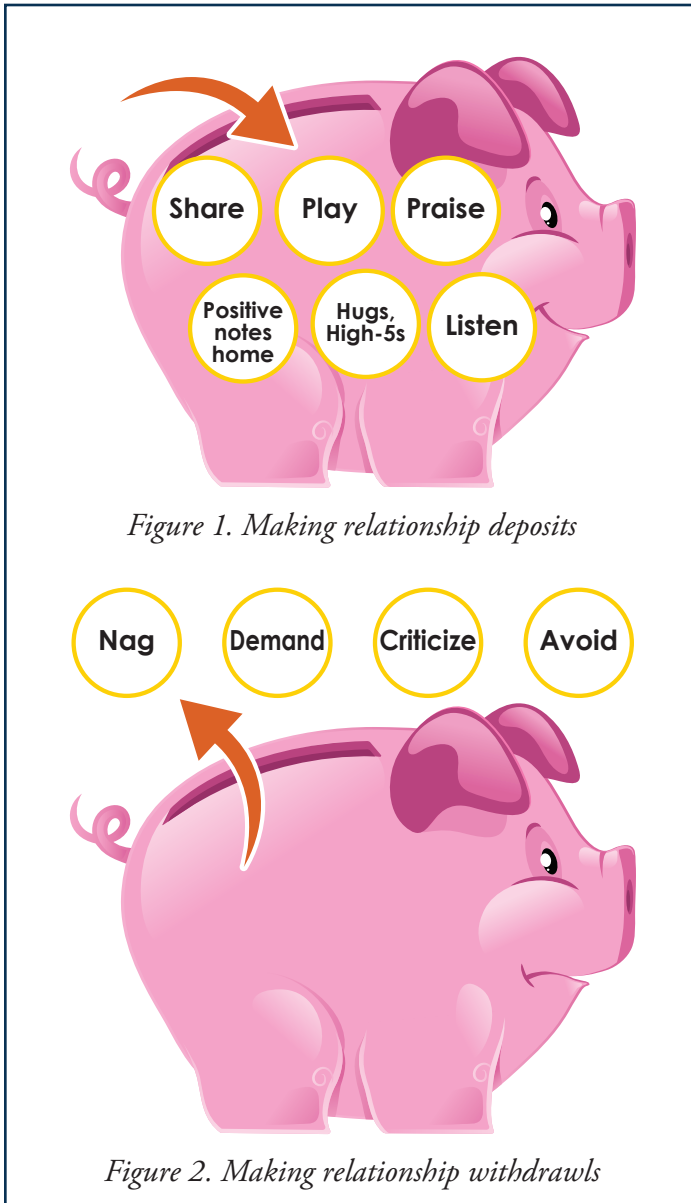 Share
Play
Praise
Positive
notes
home
Hugs,
High-5s
Listen
Figure 1. Making relationship deposits
Nag
Demand
Criticize
Avoid
Figure 2. Making relationship withdrawls